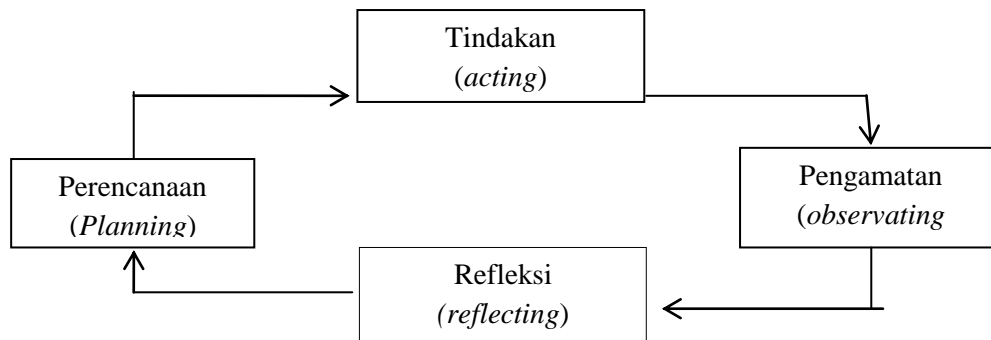 Tindakan
(acting)
Perencanaan
(Planning)
Pengamatan
(observating
Refleksi
(reflecting)